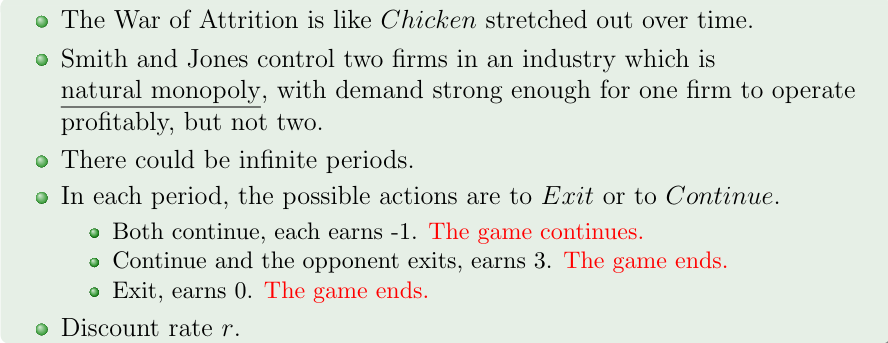 The War of Attrition is like Chicken stretched out over time.
Smith and Jones control two firms in an industry which is
natural monopoly, with demand strong enough for one firm to operate
profitably, but not two.
There could be infinite periods.
In each period, the possible actions are to Exit or to Continue.
Both continue, each earns -1. The game continues.
Continue and the opponent exits, earns 3. The game ends.
Exit, earns 0. The game ends.
Discount rate r.